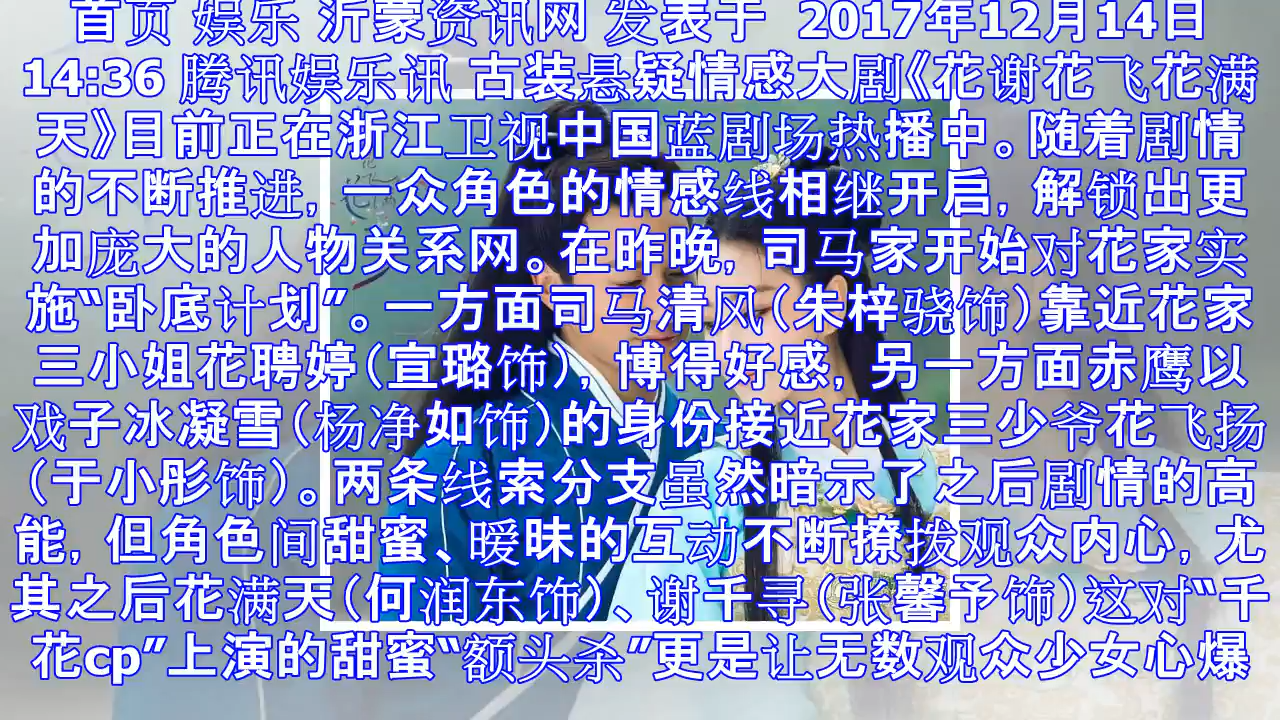 首页 娱乐 沂蒙资讯网 发表于 2017年12月14日
14:36 腾讯娱乐讯 古装悬疑情感大剧《花谢花飞花满
天》目前正在浙江卫视中国蓝剧场热播中。随着剧情
的不断推进,一众角色的情感线相继开启,解锁出更
加庞大的人物关系网。在昨晚,司马家开始对花家实
施“卧底计划”。一方面司马清风(朱梓骁饰)靠近花家
三小姐花聘婷(宣璐饰),博得好感,另一方面赤鹰以
戏子冰凝雪(杨净如饰)的身份接近花家三少爷花飞扬
(于小彤饰)。两条线索分支虽然暗示了之后剧情的高
能,但角色间甜蜜、暧昧的互动不断撩拨观众内心,尤
其之后花满天(何润东饰)、谢千寻(张馨予饰)这对“千
花cp”上演的甜蜜“额头杀”更是让无数观众少女心爆